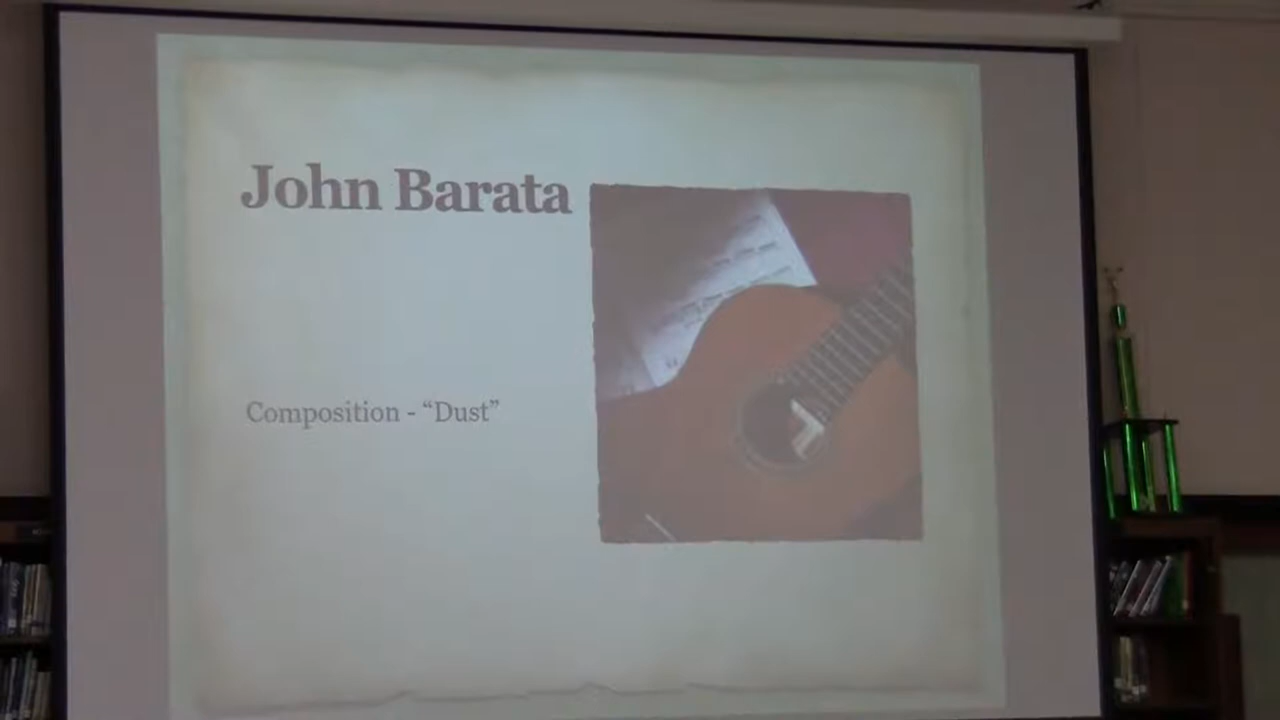 John Barata
Composition - “Dust”